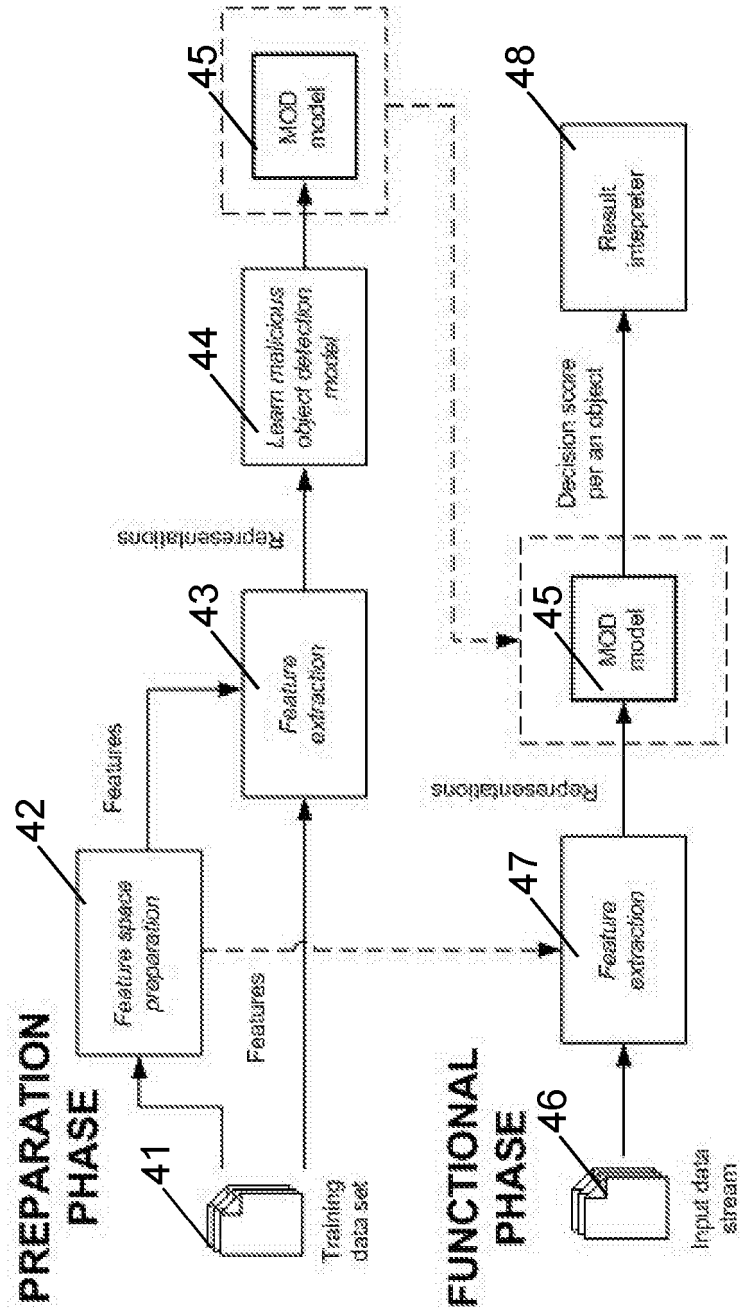 PREPARATION
PHASE
41
Training
data set
42
Feature space
preparation
Features
Features
43
Feature
extraction
Representations
44
Learn malicious
object detection
model
45
MOD
model
FUNCTIONAL
PHASE
46
Input data
stream
47
Feature
extraction
Representations
45
MOD
model
Decision score
per an object
48
Result
intepreter